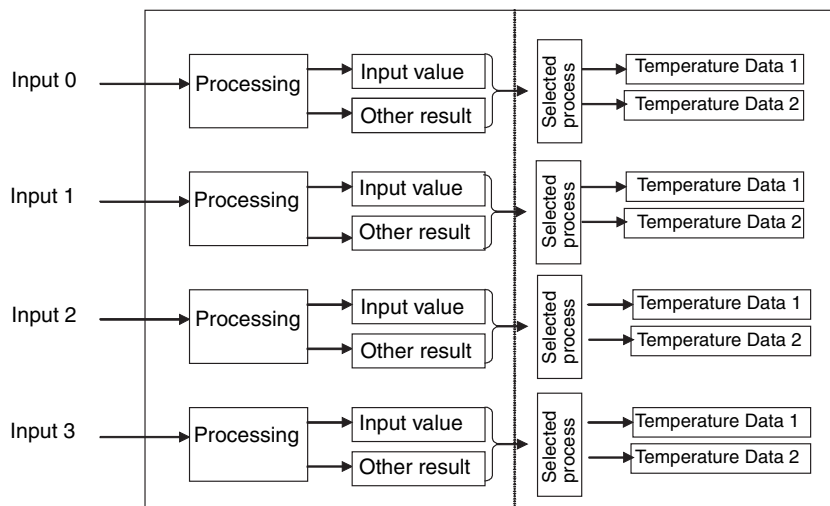 Input 0
Processing
Input value
Other result
Selected
process
Temperature Data 1
Temperature Data 2
Input 1
Processing
Input value
Other result
Selected
process
Temperature Data 1
Temperature Data 2
Input 2
Processing
Input value
Other result
Selected
process
Temperature Data 1
Temperature Data 2
Input 3
Processing
Input value
Other result
Selected
process
Temperature Data 1
Temperature Data 2